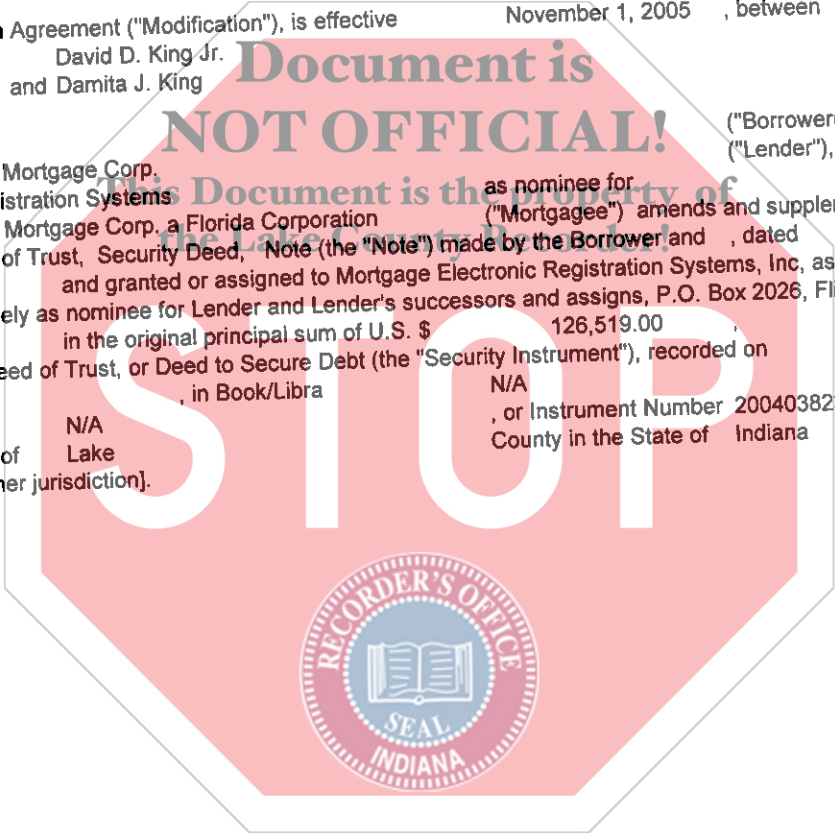 Agreement ("Modification"), is effective November 1, 2005 , between
David D. King Jr.
and Damita J. King
Document is
NOT OFFICIAL!
("Borrower
("Lender"),
Mortgage Corp.
istration Systems as nominee for
This Document is the property of
Mortgage Corp. a Florida Corporation ("Mortgagee") amends and supplem
the Lake County Recorder!
of Trust, Security Deed, Note (the "Note") made by the Borrower and , dated
and granted or assigned to Mortgage Electronic Registration Systems, Inc, as
ely as nominee for Lender and Lender's successors and assigns, P.O. Box 2026, Fli
in the original principal sum of U.S. $ 126,519.00 ,
eed of Trust, or Deed to Secure Debt (the "Security Instrument"), recorded on
, in Book/Libra N/A
N/A , or Instrument Number 20040382
of Lake County in the State of Indiana
er jurisdiction].
STOP
RECORDER'S OFFICE
SEAL
INDIANA